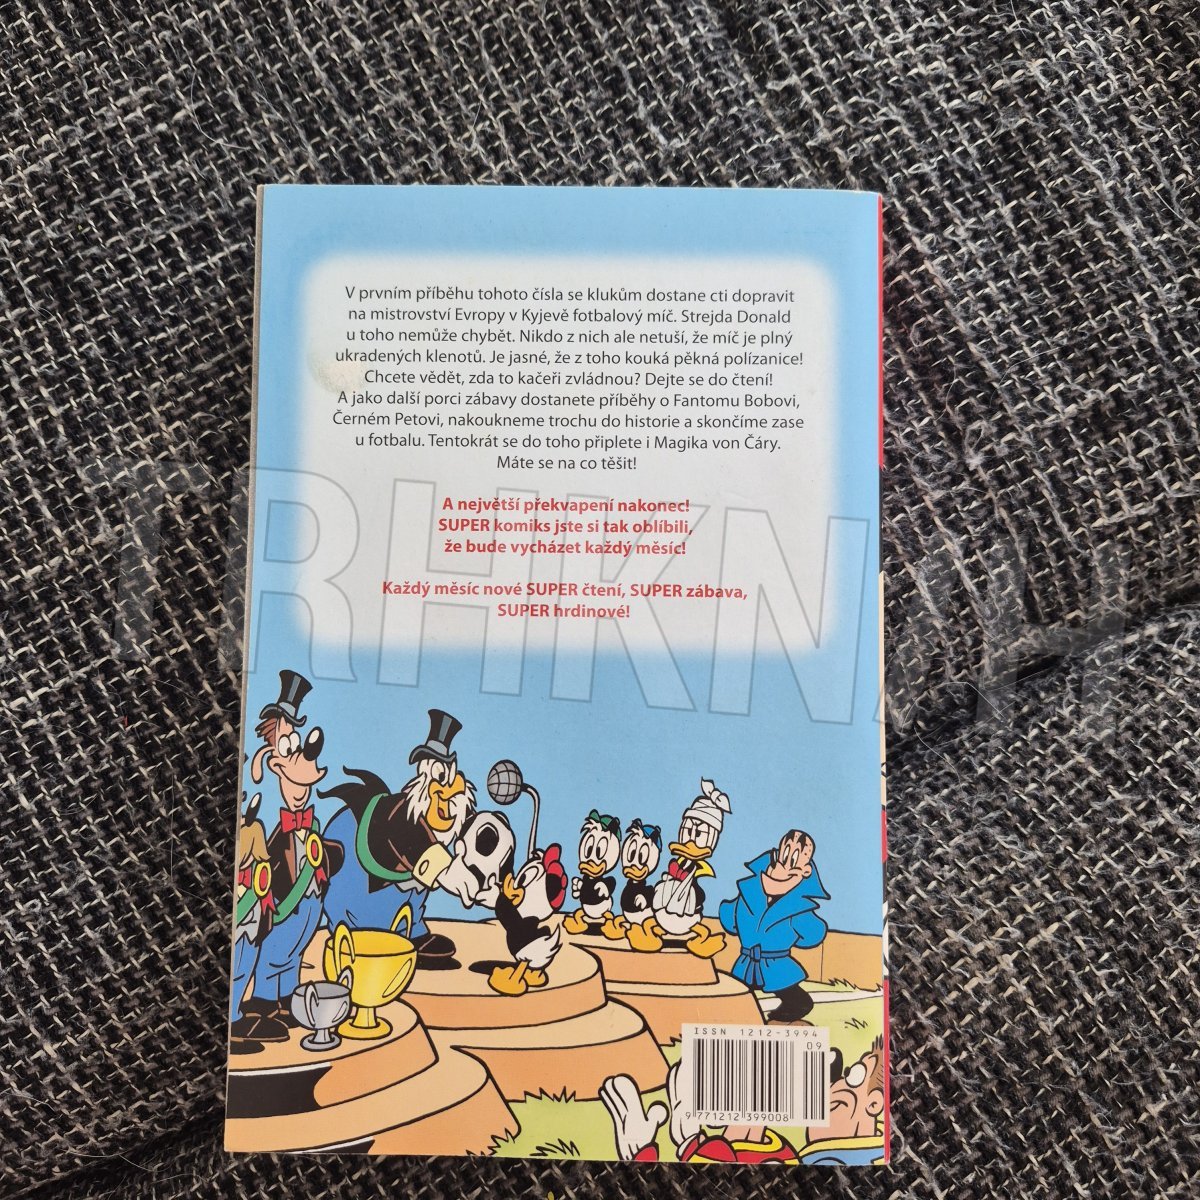 V prvním příběhu tohoto čísla se klukům dostane cti dopravit
na mistrovství Evropy v Kyjevě fotbalový míč. Strejda Donald
u toho nemůže chybět. Nikdo z nich ale netuší, že míč je plný
ukradených klenotů. Je jasné, že z toho kouká pěkná polízanice!
Chcete vědět, zda to kačeři zvládnou? Dejte se do čtení!
A jako další porci zábavy dostanete příběhy o Fantomu Bobovi,
Černém Petovi, nakoukneme trochu do historie a skončíme zase
u fotbalu. Tentokrát se do toho připlete i Magika von Čáry.
Máte se na co těšit!
A největší překvapení nakonec!
SUPER komiks jste si tak oblíbili,
že bude vycházet každý měsíc!
Každý měsíc nové SUPER čtení, SUPER zábava,
SUPER hrdinové!
TRHKNIH
ISSN 1212-3994
09
9 771212 399008